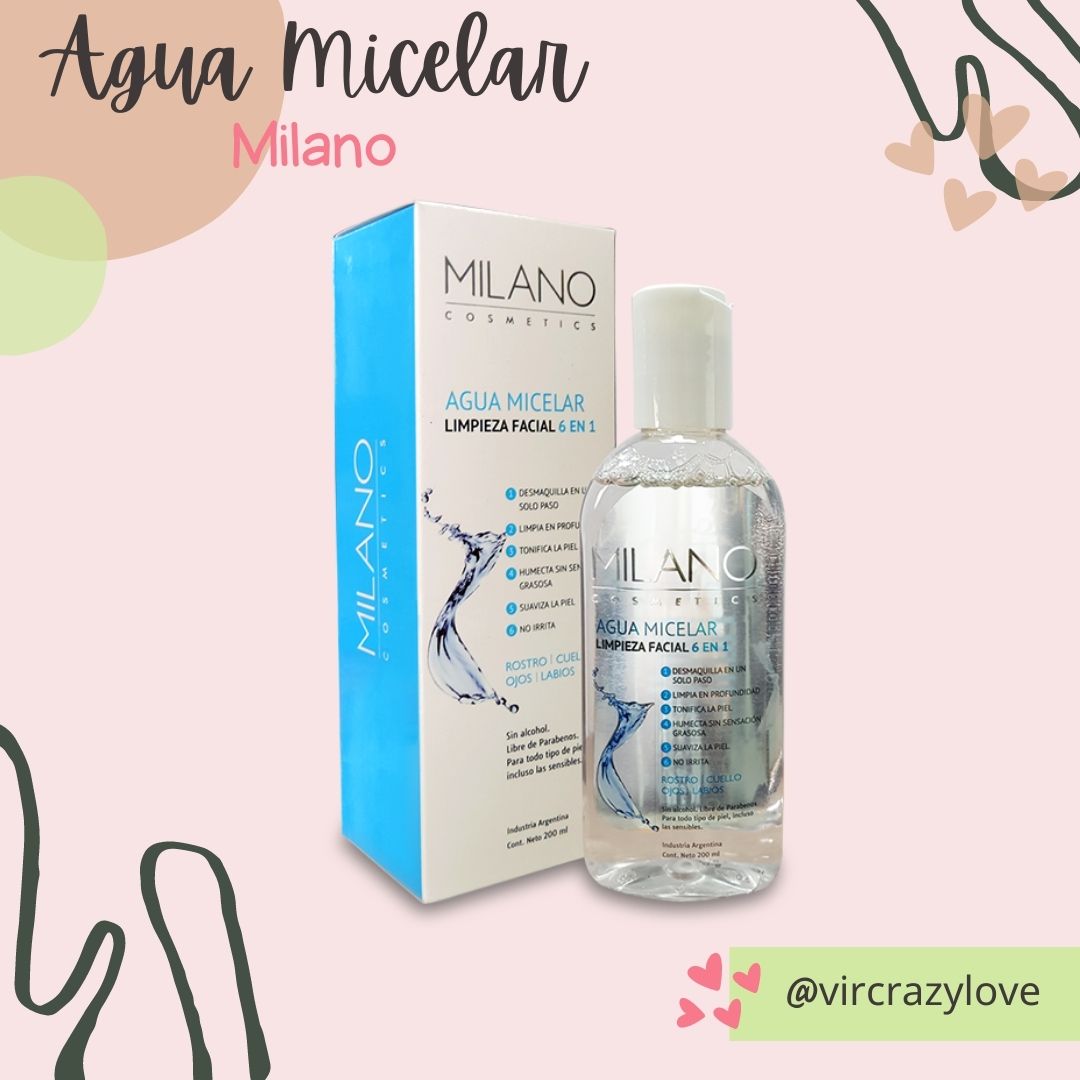 Agua Micelar
Milano
MILANO
COSMETICS
AGUA MICELAR
LIMPIEZA FACIAL 6 EN 1
1 DESMAQUILLA EN
SOLO PASO
2 LIMPIA EN
3 TONIFICA LA PIEL
4 HUMECTA SIN
GRASOSA
5 SUAVIZA LA PIEL
6 NO IRRITA
ROSTRO |
OJOS | LABIOS
Sin alcohol.
Libre de Parabenos.
Para todo tipo de
incluso las sensibles.
Industria Argentina
Cont. Neto 200 ml
MILANO
COSMETICS
MILANO
COSMETICS
AGUA MICELAR
LIMPIEZA FACIAL 6 EN 1
1 DESMAQUILLA EN UN
SOLO PASO
2 LIMPIA EN PROFUNDIDAD
3 TONIFICA LA PIEL
4 HUMECTA SIN SENSACIÓN
GRASOSA
5 SUAVIZA LA PIEL
6 NO IRRITA
ROSTRO | CUELLO
OJOS | LABIOS
Sin alcohol. Libre de Parabenos
Para todo tipo de piel, incluso
las sensibles.
Industria Argentina
Cont. Neto 200 ml
@vircrazylove